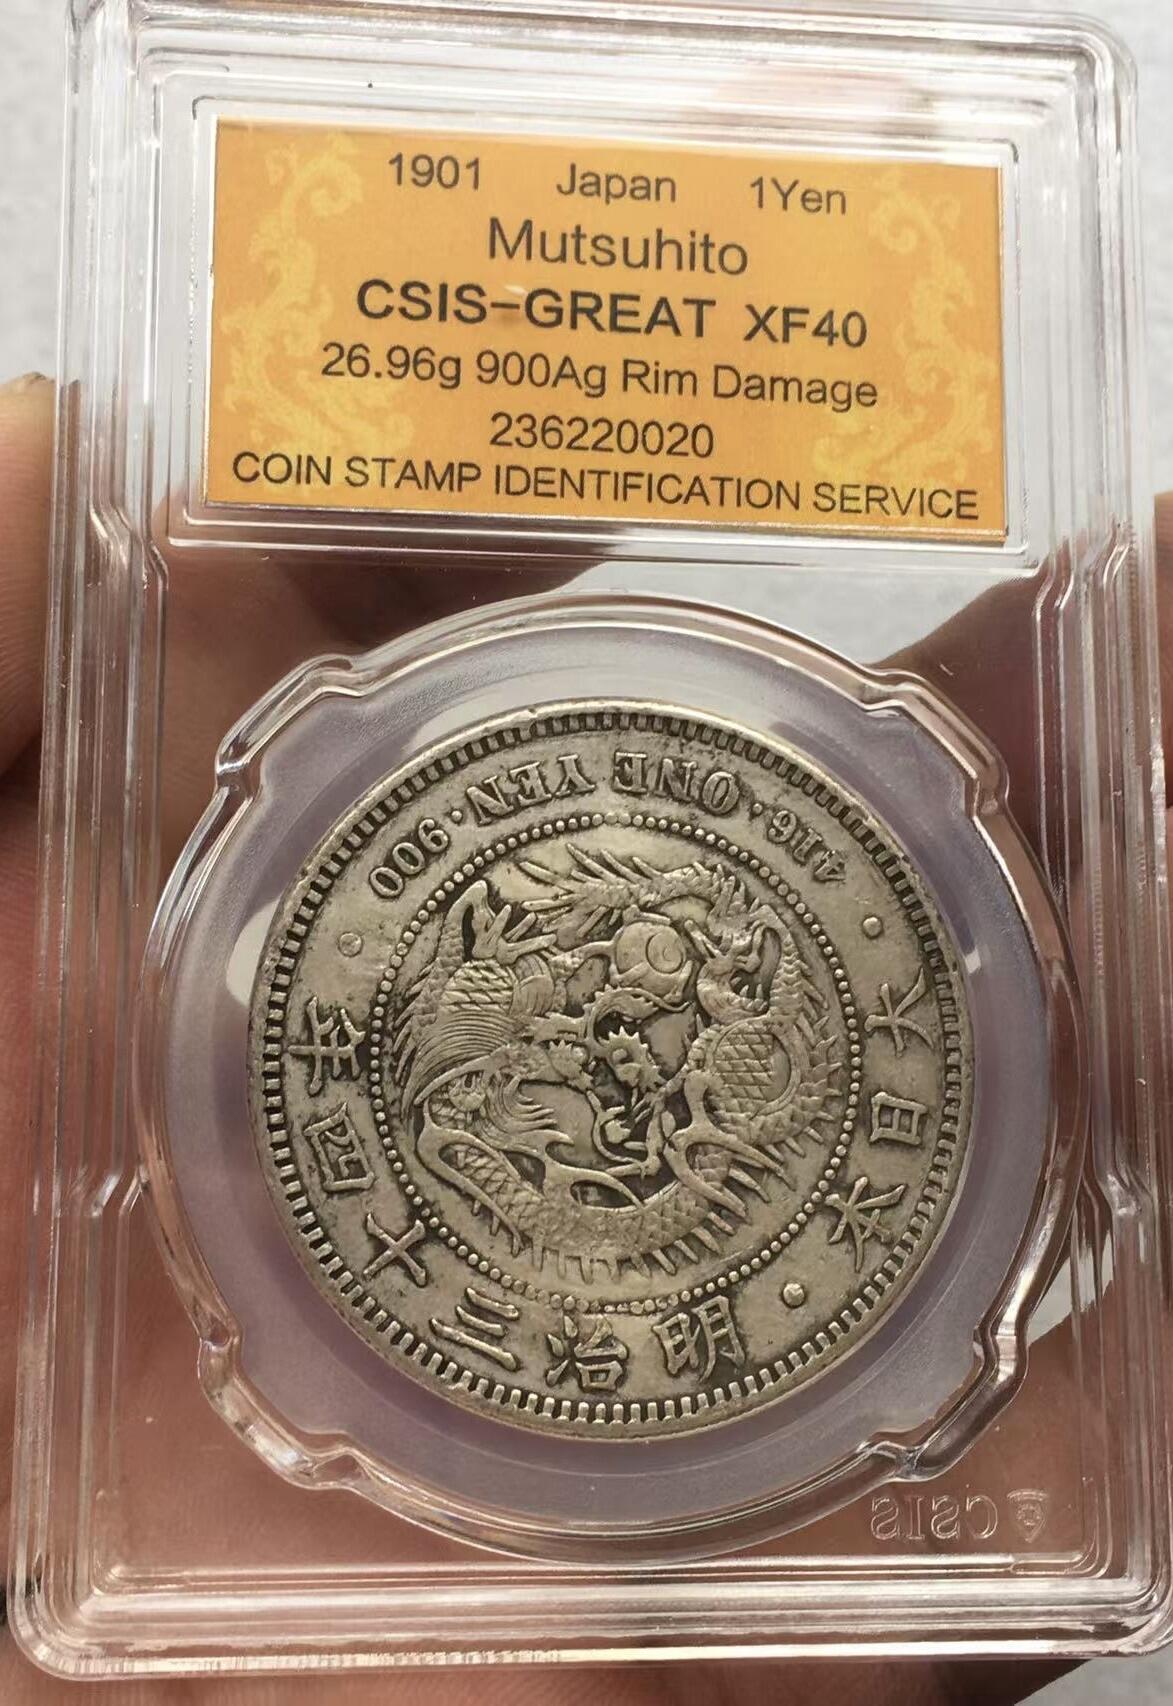 1901 Japan 1Yen
Mutsuhito
CSIS-GREAT XF40
26.96g 900Ag Rim Damage
236220020
COIN STAMP IDENTIFICATION SERVICE
大日本・明治三十四年
416・ONE YEN・900
CSIS